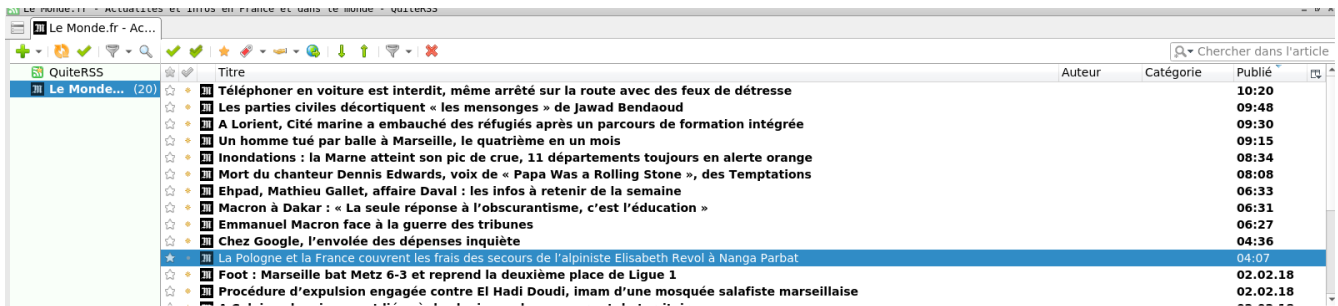 Le Monde.fr - Actualités et Infos en France et dans le monde - QuiteRSS
Le Monde.fr - Ac...
Chercher dans l'article
QuiteRSS
Le Monde... (20)
Titre Auteur Catégorie Publié
Téléphoner en voiture est interdit, même arrêté sur la route avec des feux de détresse 10:20
Les parties civiles décortiquent « les mensonges » de Jawad Bendaoud 09:48
A Lorient, Cité marine a embauché des réfugiés après un parcours de formation intégrée 09:30
Un homme tué par balle à Marseille, le quatrième en un mois 09:15
Inondations : la Marne atteint son pic de crue, 11 départements toujours en alerte orange 08:34
Mort du chanteur Dennis Edwards, voix de « Papa Was a Rolling Stone », des Temptations 08:08
Ehpad, Mathieu Gallet, affaire Daval : les infos à retenir de la semaine 06:33
Macron à Dakar : « La seule réponse à l'obscurantisme, c'est l'éducation » 06:31
Emmanuel Macron face à la guerre des tribunes 06:27
Chez Google, l'envolée des dépenses inquiète 04:36
La Pologne et la France couvrent les frais des secours de l'alpiniste Elisabeth Revol à Nanga Parbat 04:07
Foot : Marseille bat Metz 6-3 et reprend la deuxième place de Ligue 1 02.02.18
Procédure d'expulsion engagée contre El Hadi Doudi, imam d'une mosquée salafiste marseillaise 02.02.18